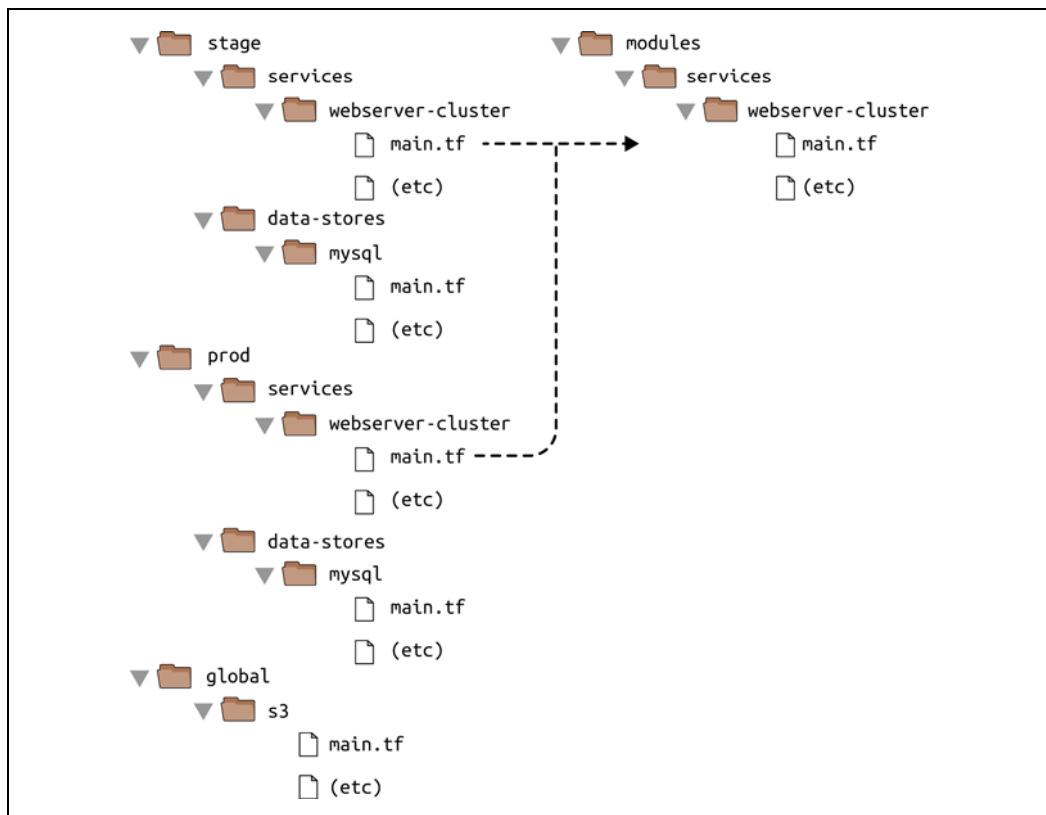 stage
services
webserver-cluster
main.tf
(etc)
data-stores
mysql
main.tf
(etc)
prod
services
webserver-cluster
main.tf
(etc)
data-stores
mysql
main.tf
(etc)
global
s3
main.tf
(etc)
modules
services
webserver-cluster
main.tf
(etc)